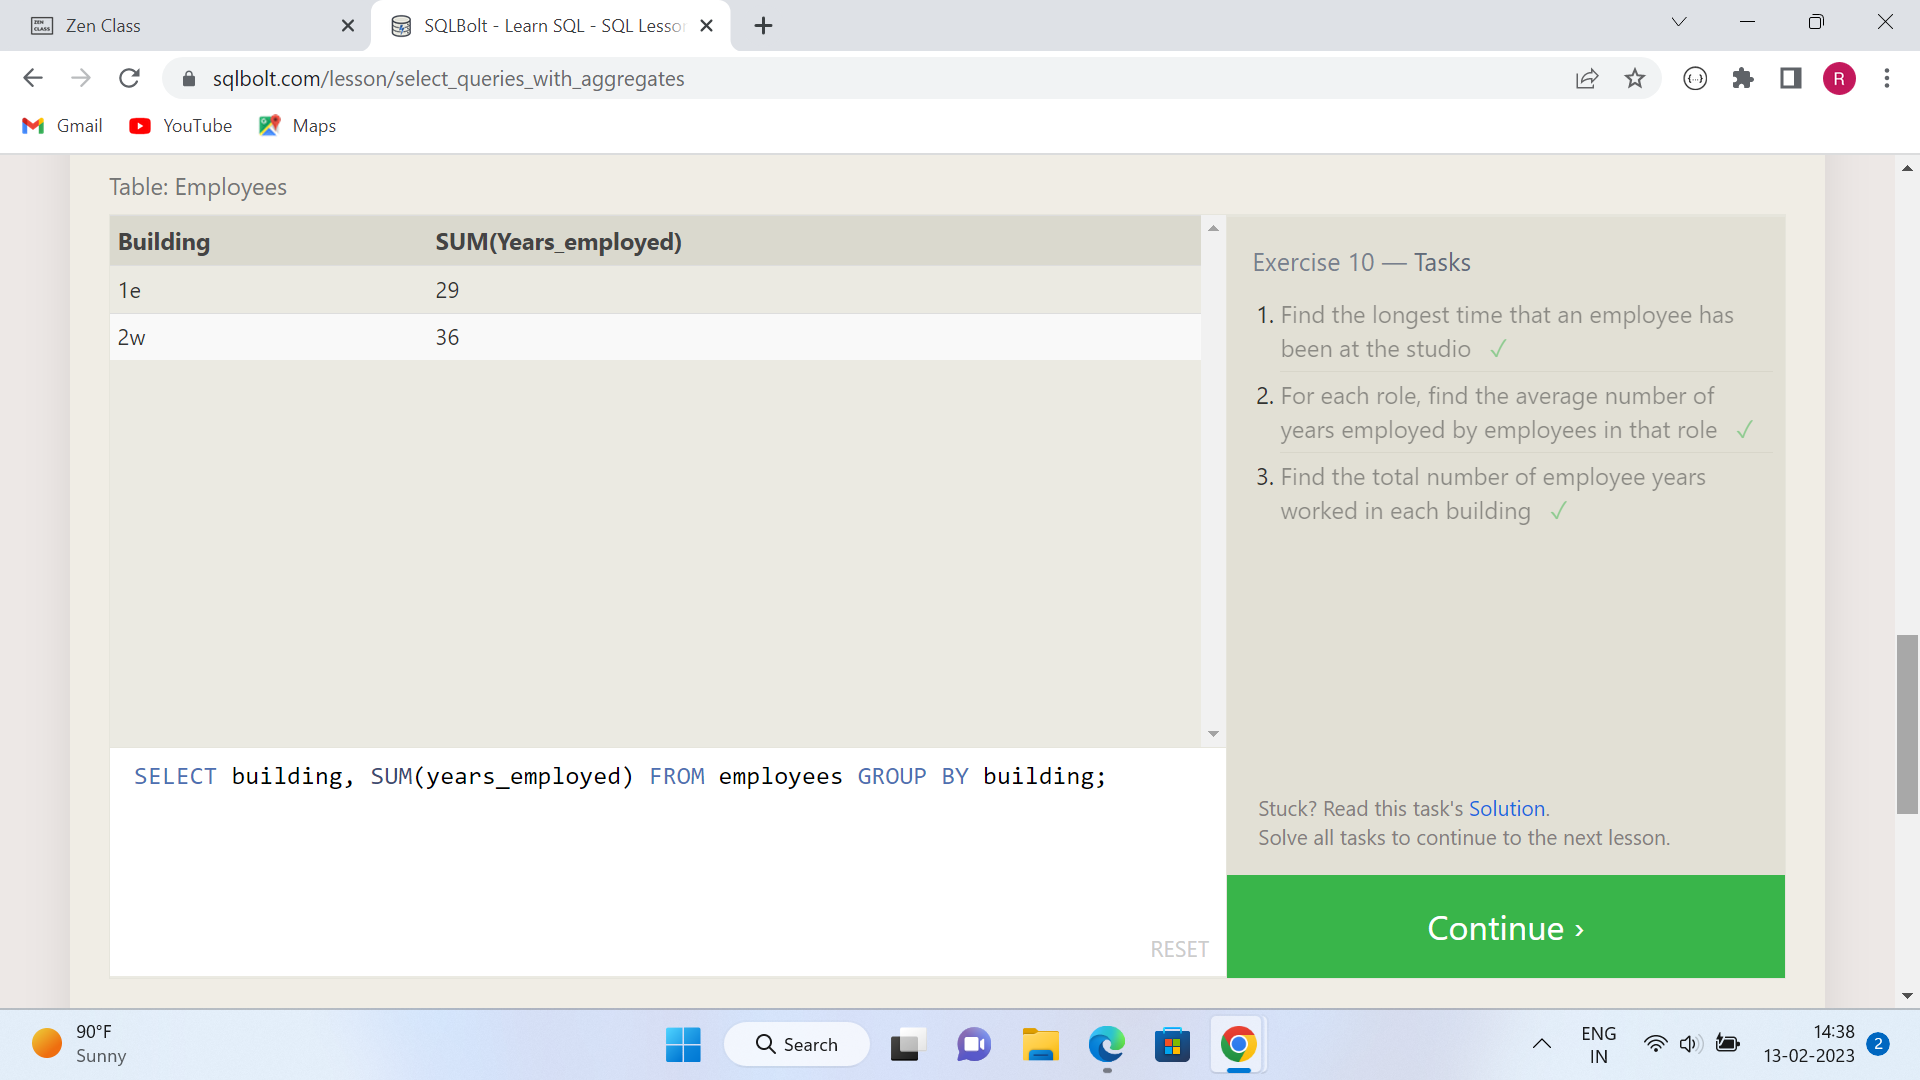 Zen Class
SQLBolt - Learn SQL - SQL Lesso
sqlbolt.com/lesson/select_queries_with_aggregates
R
Gmail
YouTube
Maps
Table: Employees
Building SUM(Years_employed)
1e 29
2w 36
SELECT building, SUM(years_employed) FROM employees GROUP BY building;
RESET
Exercise 10 — Tasks
1. Find the longest time that an employee has
been at the studio ✓
2. For each role, find the average number of
years employed by employees in that role ✓
3. Find the total number of employee years
worked in each building ✓
Stuck? Read this task's Solution.
Solve all tasks to continue to the next lesson.
Continue ›
90°F
Sunny
Search
ENG
IN
14:38
13-02-2023
2